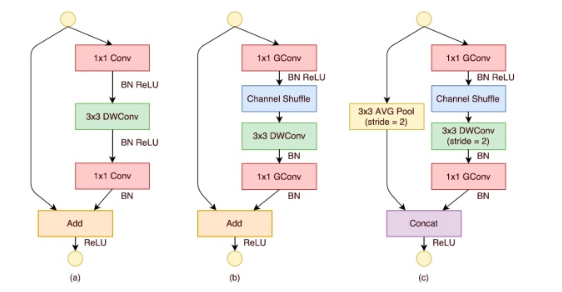 1x1 Conv
BN ReLU
3x3 DWConv
BN ReLU
1x1 Conv
BN
Add
ReLU
(a)
1x1 GConv
BN ReLU
Channel Shuffle
3x3 DWConv
BN
1x1 GConv
BN
Add
ReLU
(b)
1x1 GConv
BN ReLU
Channel Shuffle
3x3 AVG Pool
(stride = 2)
3x3 DWConv
(stride = 2)
BN
1x1 GConv
BN
Concat
ReLU
(c)